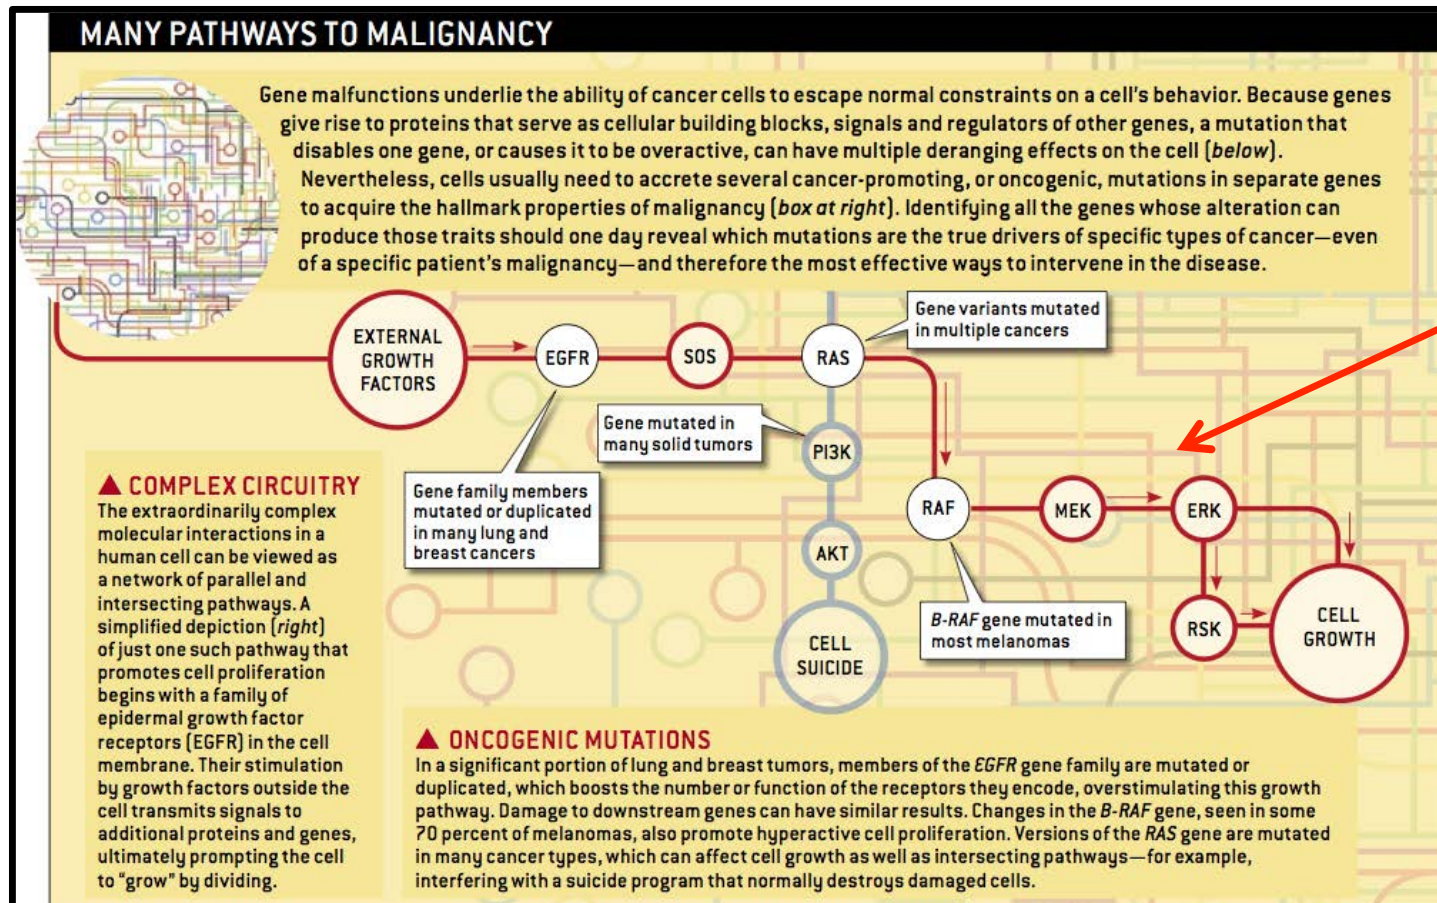 MANY PATHWAYS TO MALIGNANCY
Gene malfunctions underlie the ability of cancer cells to escape normal constraints on a cell's behavior. Because genes
give rise to proteins that serve as cellular building blocks, signals and regulators of other genes, a mutation that
disables one gene, or causes it to be overactive, can have multiple deranging effects on the cell (below).
Nevertheless, cells usually need to accrete several cancer-promoting, or oncogenic, mutations in separate genes
to acquire the hallmark properties of malignancy (box at right). Identifying all the genes whose alteration can
produce those traits should one day reveal which mutations are the true drivers of specific types of cancer—even
of a specific patient's malignancy—and therefore the most effective ways to intervene in the disease.
EXTERNAL
GROWTH
FACTORS
EGFR
SOS
RAS
Gene variants mutated
in multiple cancers
Gene mutated in
many solid tumors
PI3K
Gene family members
mutated or duplicated
in many lung and
breast cancers
AKT
CELL
SUICIDE
RAF
MEK
ERK
B-RAF gene mutated in
most melanomas
RSK
CELL
GROWTH
▲ COMPLEX CIRCUITRY
The extraordinarily complex
molecular interactions in a
human cell can be viewed as
a network of parallel and
intersecting pathways. A
simplified depiction (right)
of just one such pathway that
promotes cell proliferation
begins with a family of
epidermal growth factor
receptors (EGFR) in the cell
membrane. Their stimulation
by growth factors outside the
cell transmits signals to
additional proteins and genes,
ultimately prompting the cell
to "grow" by dividing.
▲ ONCOGENIC MUTATIONS
In a significant portion of lung and breast tumors, members of the EGFR gene family are mutated or
duplicated, which boosts the number or function of the receptors they encode, overstimulating this growth
pathway. Damage to downstream genes can have similar results. Changes in the B-RAF gene, seen in some
70 percent of melanomas, also promote hyperactive cell proliferation. Versions of the RAS gene are mutated
in many cancer types, which can affect cell growth as well as intersecting pathways—for example,
interfering with a suicide program that normally destroys damaged cells.